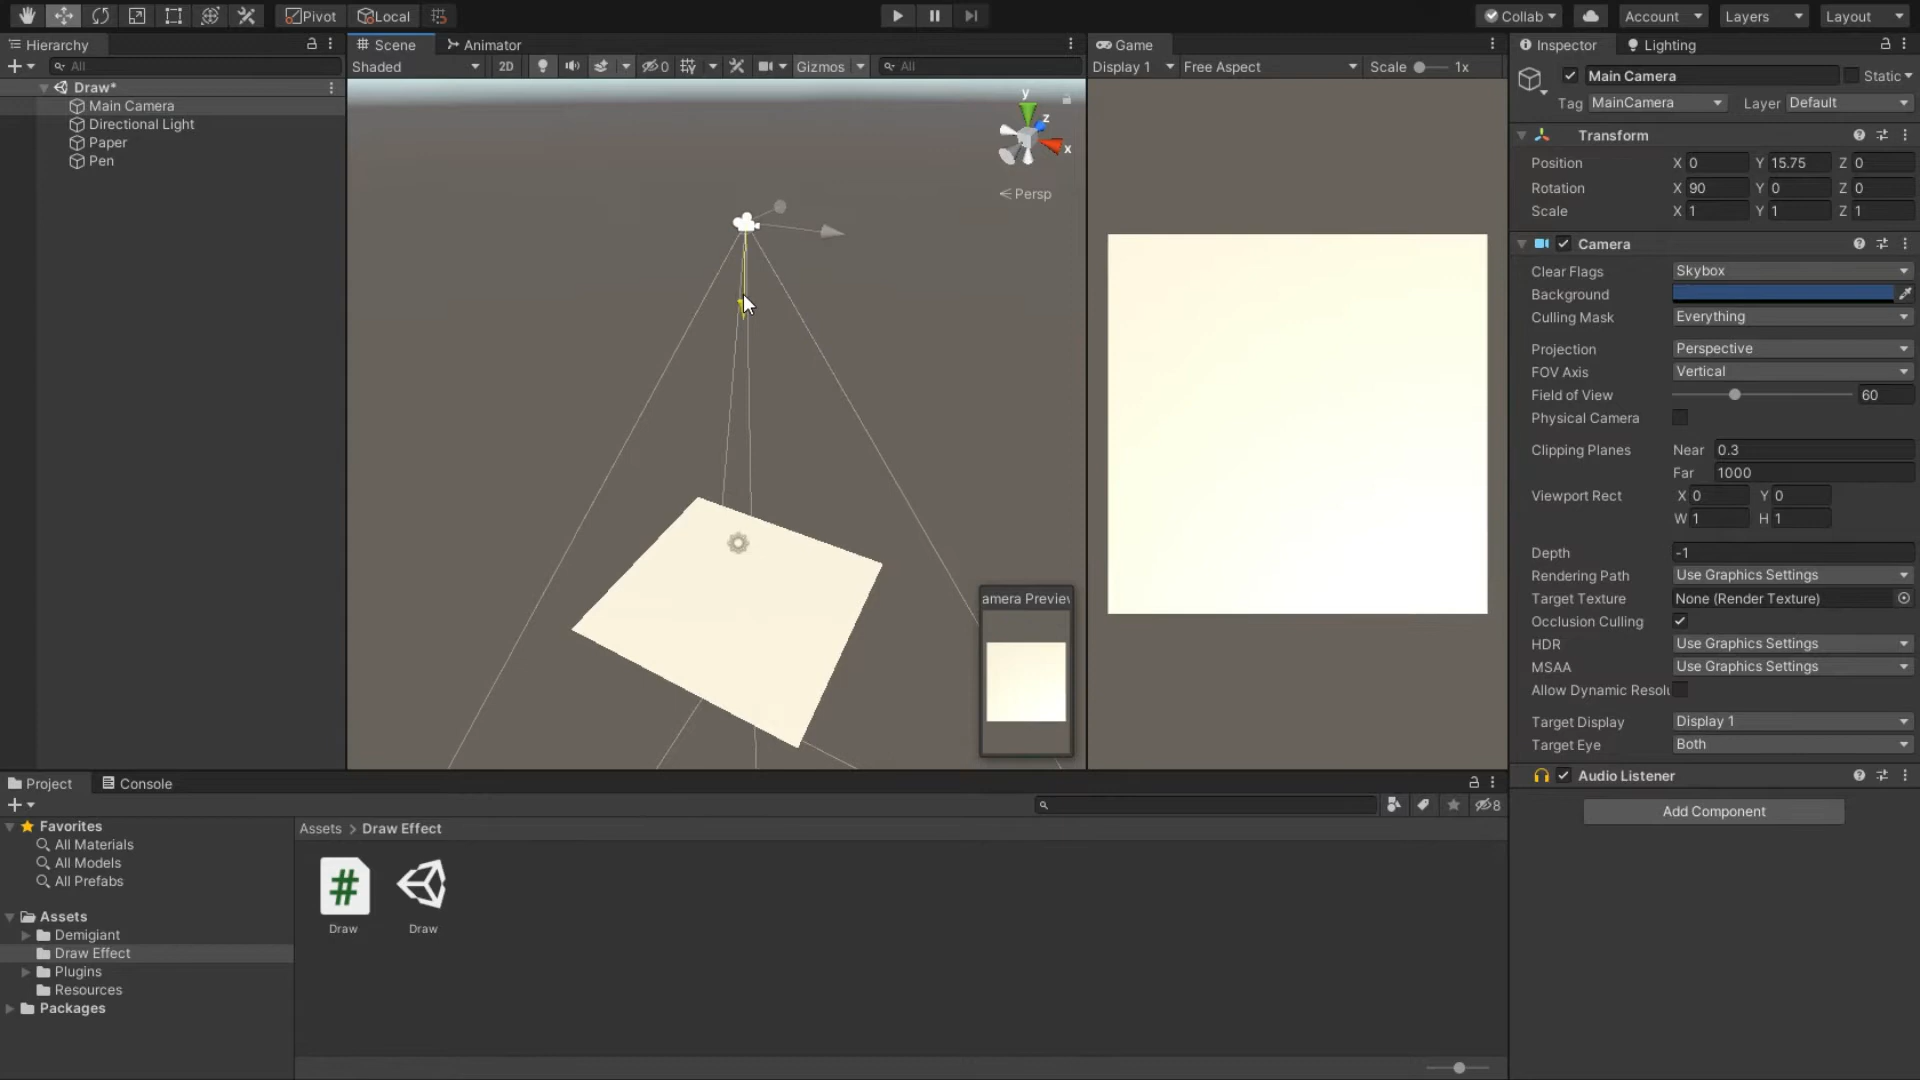 Pivot
Local
Collab
Account
Layers
Layout
Hierarchy
All
Draw*
Main Camera
Directional Light
Paper
Pen
Scene
Animator
Shaded
2D
0
Gizmos
All
y
z
x
Persp
amera Preview
Game
Display 1
Free Aspect
Scale
1x
Inspector
Lighting
Main Camera
Static
Tag MainCamera
Layer Default
Transform
Position X 0 Y 15.75 Z 0
Rotation X 90 Y 0 Z 0
Scale X 1 Y 1 Z 1
Camera
Clear Flags Skybox
Background
Culling Mask Everything
Projection Perspective
FOV Axis Vertical
Field of View 60
Physical Camera
Clipping Planes Near 0.3
Far 1000
Viewport Rect X 0 Y 0
W 1 H 1
Depth -1
Rendering Path Use Graphics Settings
Target Texture None (Render Texture)
Occlusion Culling
HDR Use Graphics Settings
MSAA Use Graphics Settings
Allow Dynamic Resolu
Target Display Display 1
Target Eye Both
Audio Listener
Add Component
Project
Console
8
Favorites
All Materials
All Models
All Prefabs
Assets
Demigiant
Draw Effect
Plugins
Resources
Packages
Assets > Draw Effect
#
Draw
Draw